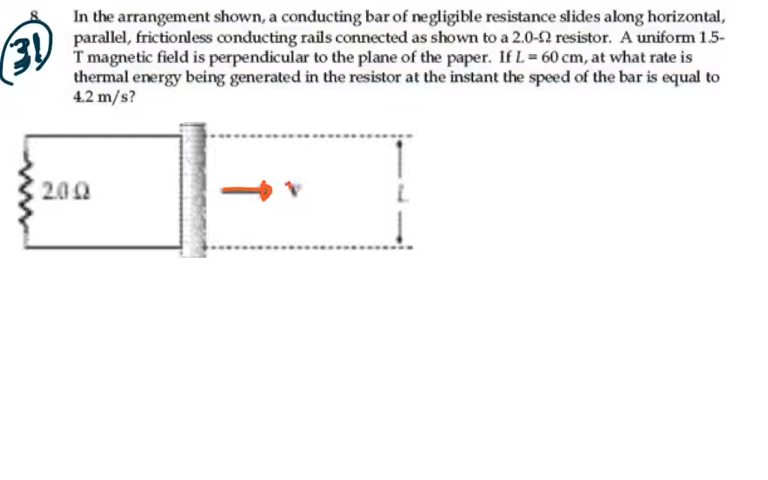 8.
31
In the arrangement shown, a conducting bar of negligible resistance slides along horizontal,
parallel, frictionless conducting rails connected as shown to a 2.0-Ω resistor. A uniform 1.5-
T magnetic field is perpendicular to the plane of the paper. If L = 60 cm, at what rate is
thermal energy being generated in the resistor at the instant the speed of the bar is equal to
4.2 m/s?
2.0 Ω
v
L